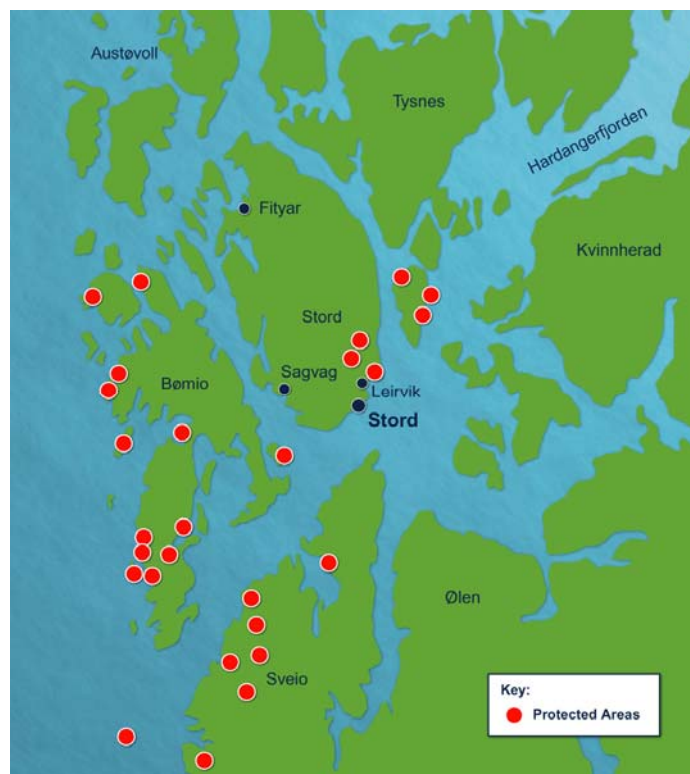 Austøvoll
Tysnes
Hardangerfjorden
Fityar
Kvinnherad
Stord
Sagvag
Bømio
Leirvik
Stord
Ølen
Sveio
Key:
Protected Areas